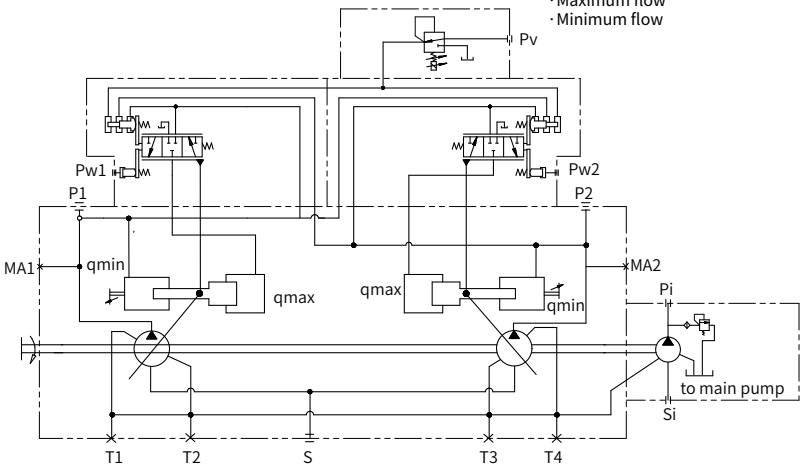 · Maximum flow
· Minimum flow
Pv
Pw1
Pw2
P1
P2
MA1
qmin
qmax
qmax
qmin
MA2
Pi
to main pump
Si
T1
T2
S
T3
T4